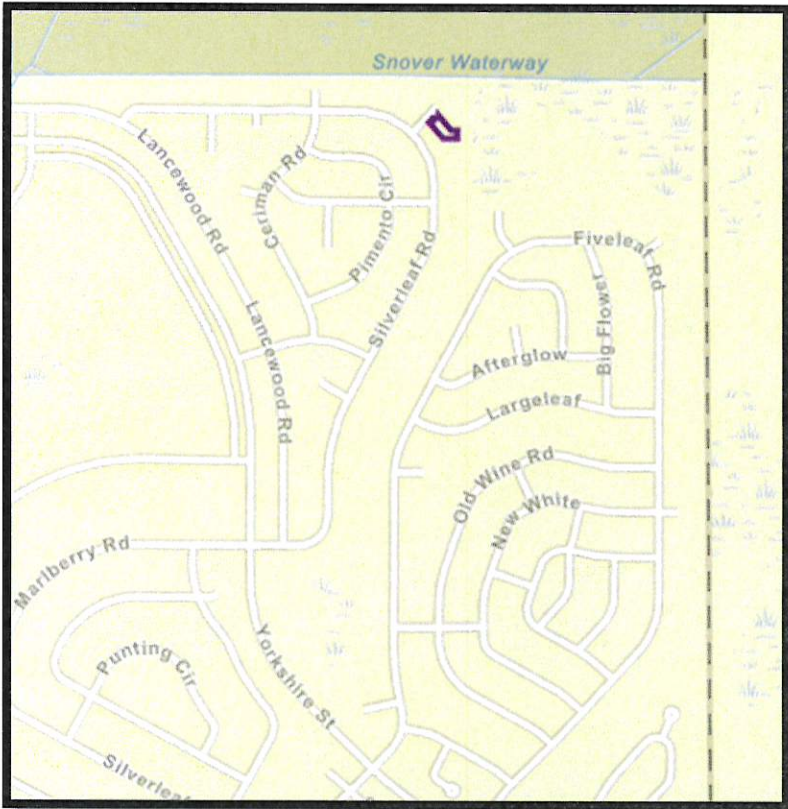 Snover Waterway
Lancewood Rd
Ceriman Rd
Pimento Cir
Silverleaf Rd
Fiveleaf Rd
Big Flower
Lancewood Rd
Afterglow
Largeleaf
Old Wine Rd
New White
Marlberry Rd
Punting Cir
Yorkshire St
Silverleaf